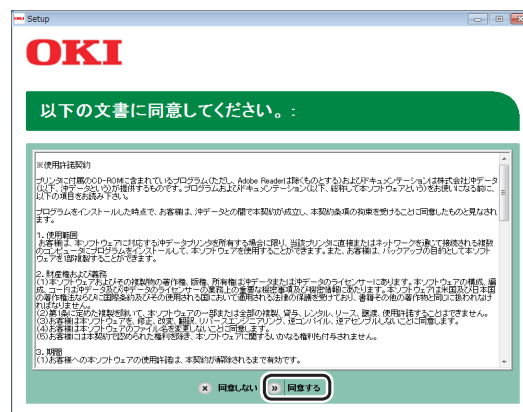 Setup
OKI
以下の文書に同意してください。:
※使用許諾契約
プリンタに付属のCD-ROMに含まれているプログラム(ただし、Adobe Readerは除くものとする)およびドキュメンテーションは株式会社沖データ
(以下、沖データという)が提供するものです。プログラムおよびドキュメンテーション(以下、総称して本ソフトウェアという)をお使いになる前に、
以下の項目をお読み下さい。
プログラムをインストールした時点で、お客様は、沖データとの間で本契約が成立し、本契約条項の拘束を受けることに同意したものと見なされ
ます。
1. 使用範囲
お客様は、本ソフトウェアに対応する沖データプリンタを所有する場合に限り、当該プリンタに直接またはネットワークを通じて接続される複数
のコンピュータにプログラムをインストールして、本ソフトウェアを使用することができます。また、お客様は、バックアップの目的として本ソフト
ウェアを1部複製することができます。
2. 財産権および義務
(1)本ソフトウェアおよびその複製物の著作権、版権、所有権は沖データまたは沖データのライセンサーにあります。本ソフトウェアの構成、編
成、コードは沖データ及び沖データのライセンサーの業務上の重要な秘密事項及び秘密情報にあたります。本ソフトウェアは米国及び日本国
の著作権法ならびに国際条約及びその使用される国において適用される法律の保護を受けており、書籍その他の著作物と同じに扱われなけ
ればなりません。
(2)第1条に定めた複製を除いて、本ソフトウェアの一部または全部の複製、貸与、レンタル、リース、譲渡、使用許諾することはできません。
(3)お客様は本ソフトウェアを、修正、改変、翻訳、リバースエンジニアリング、逆コンパイル、逆アセンブルしないことに同意します。
(4)お客様は本ソフトウェアのファイル名を変更しないことに同意します。
(5)お客様には本契約で認められた権利を除き、本ソフトウェアに関するいかなる権利も付与されません。
3. 期間
(1)お客様への本ソフトウェアの使用許諾は、本契約が解除されるまで有効です。
同意しない 同意する